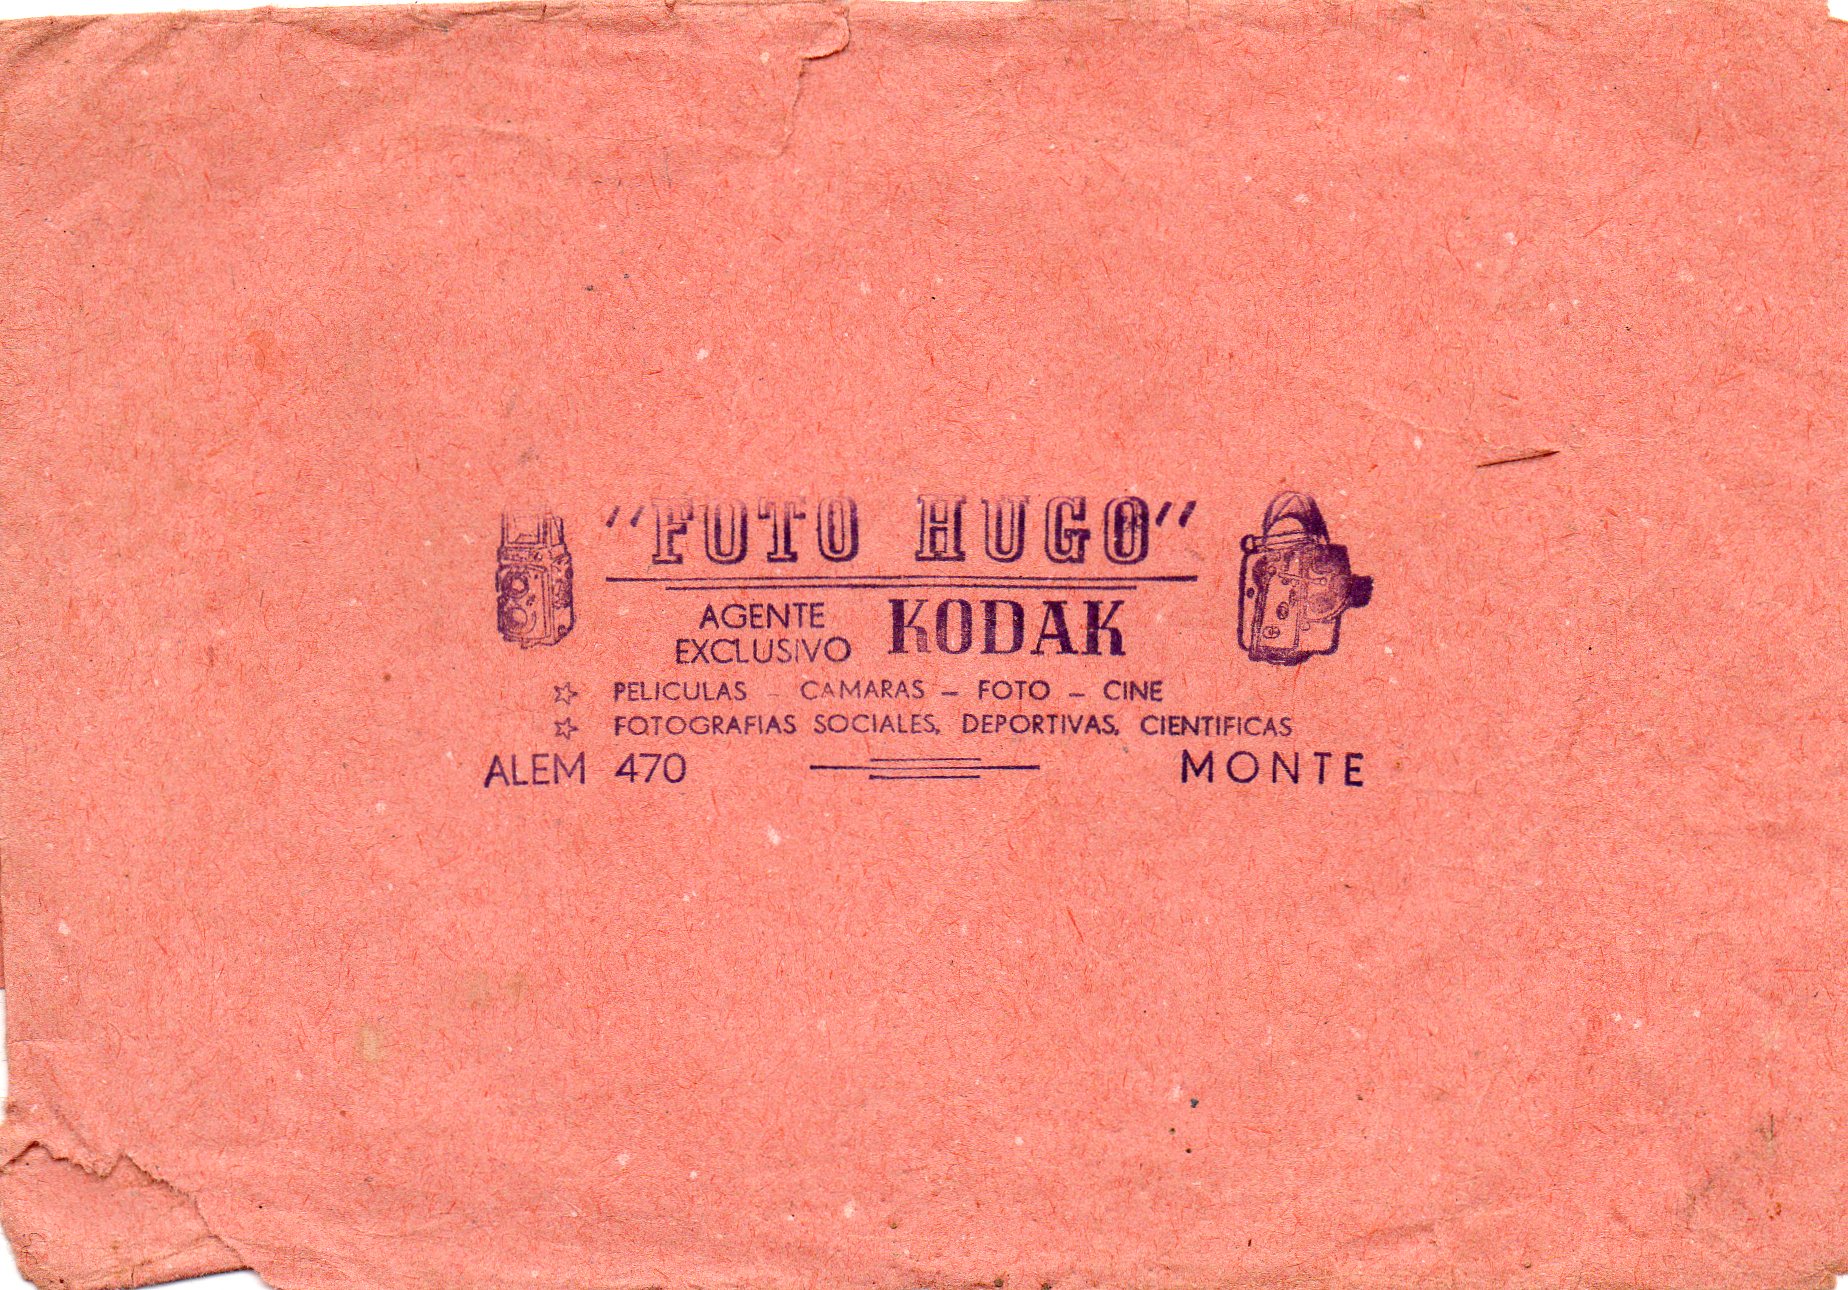 "FOTO HUGO"
AGENTE EXCLUSIVO KODAK
☆ PELICULAS - CAMARAS - FOTO - CINE
☆ FOTOGRAFIAS SOCIALES, DEPORTIVAS, CIENTIFICAS
ALEM 470 MONTE